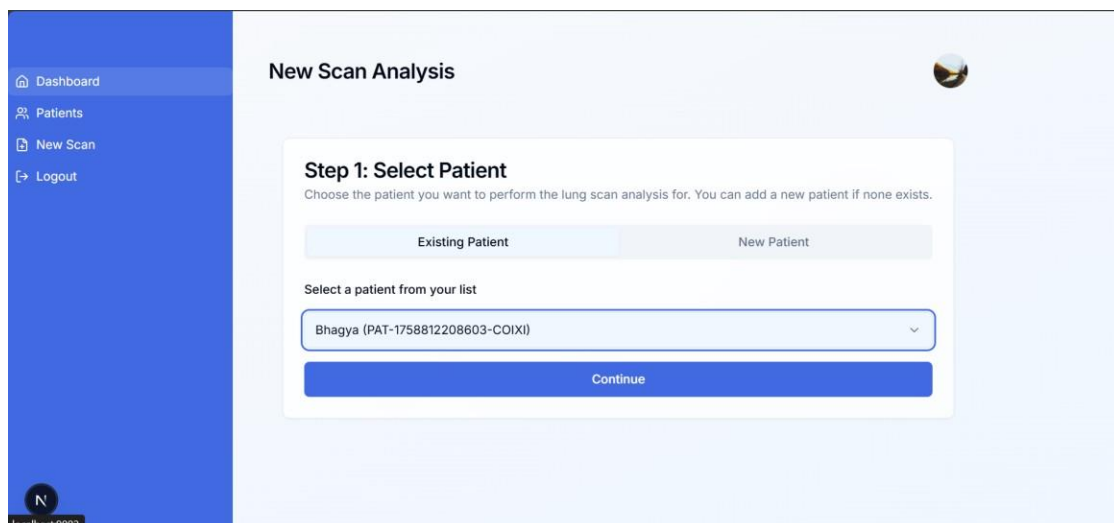 Dashboard
Patients
New Scan
Logout
New Scan Analysis
Step 1: Select Patient
Choose the patient you want to perform the lung scan analysis for. You can add a new patient if none exists.
Existing Patient
New Patient
Select a patient from your list
Bhagya (PAT-1758812208603-COIXI)
Continue
N